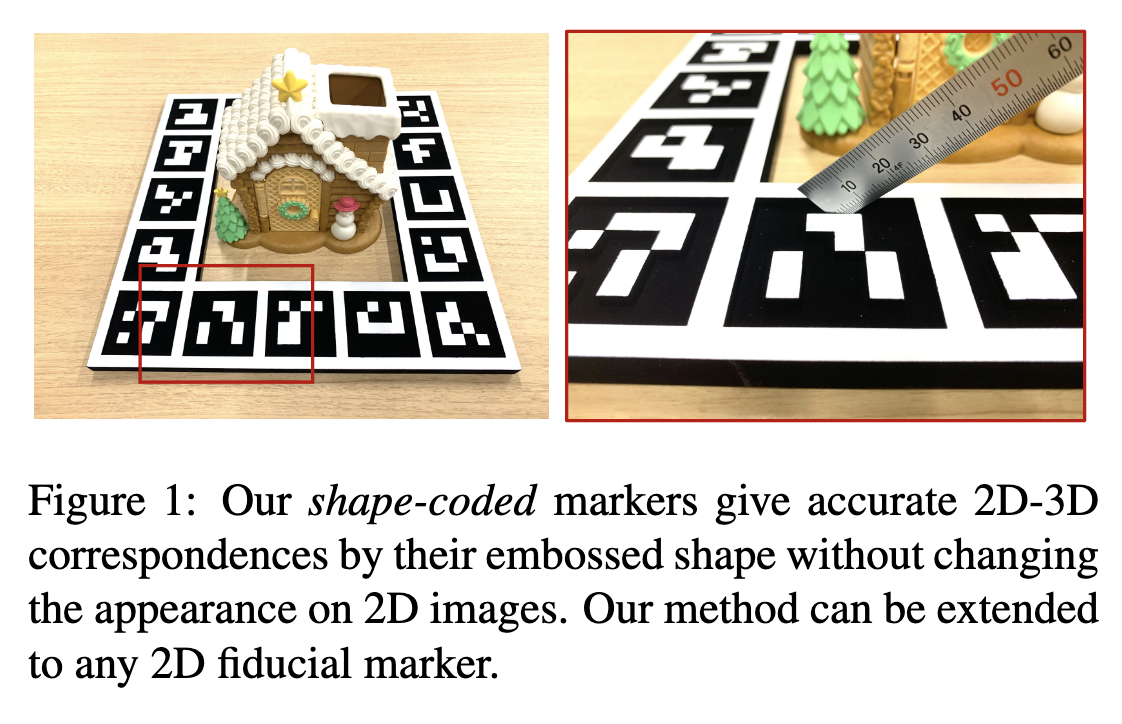 10 20 4F 30 40 50 60
Figure 1: Our shape-coded markers give accurate 2D-3D
correspondences by their embossed shape without changing
the appearance on 2D images. Our method can be extended
to any 2D fiducial marker.